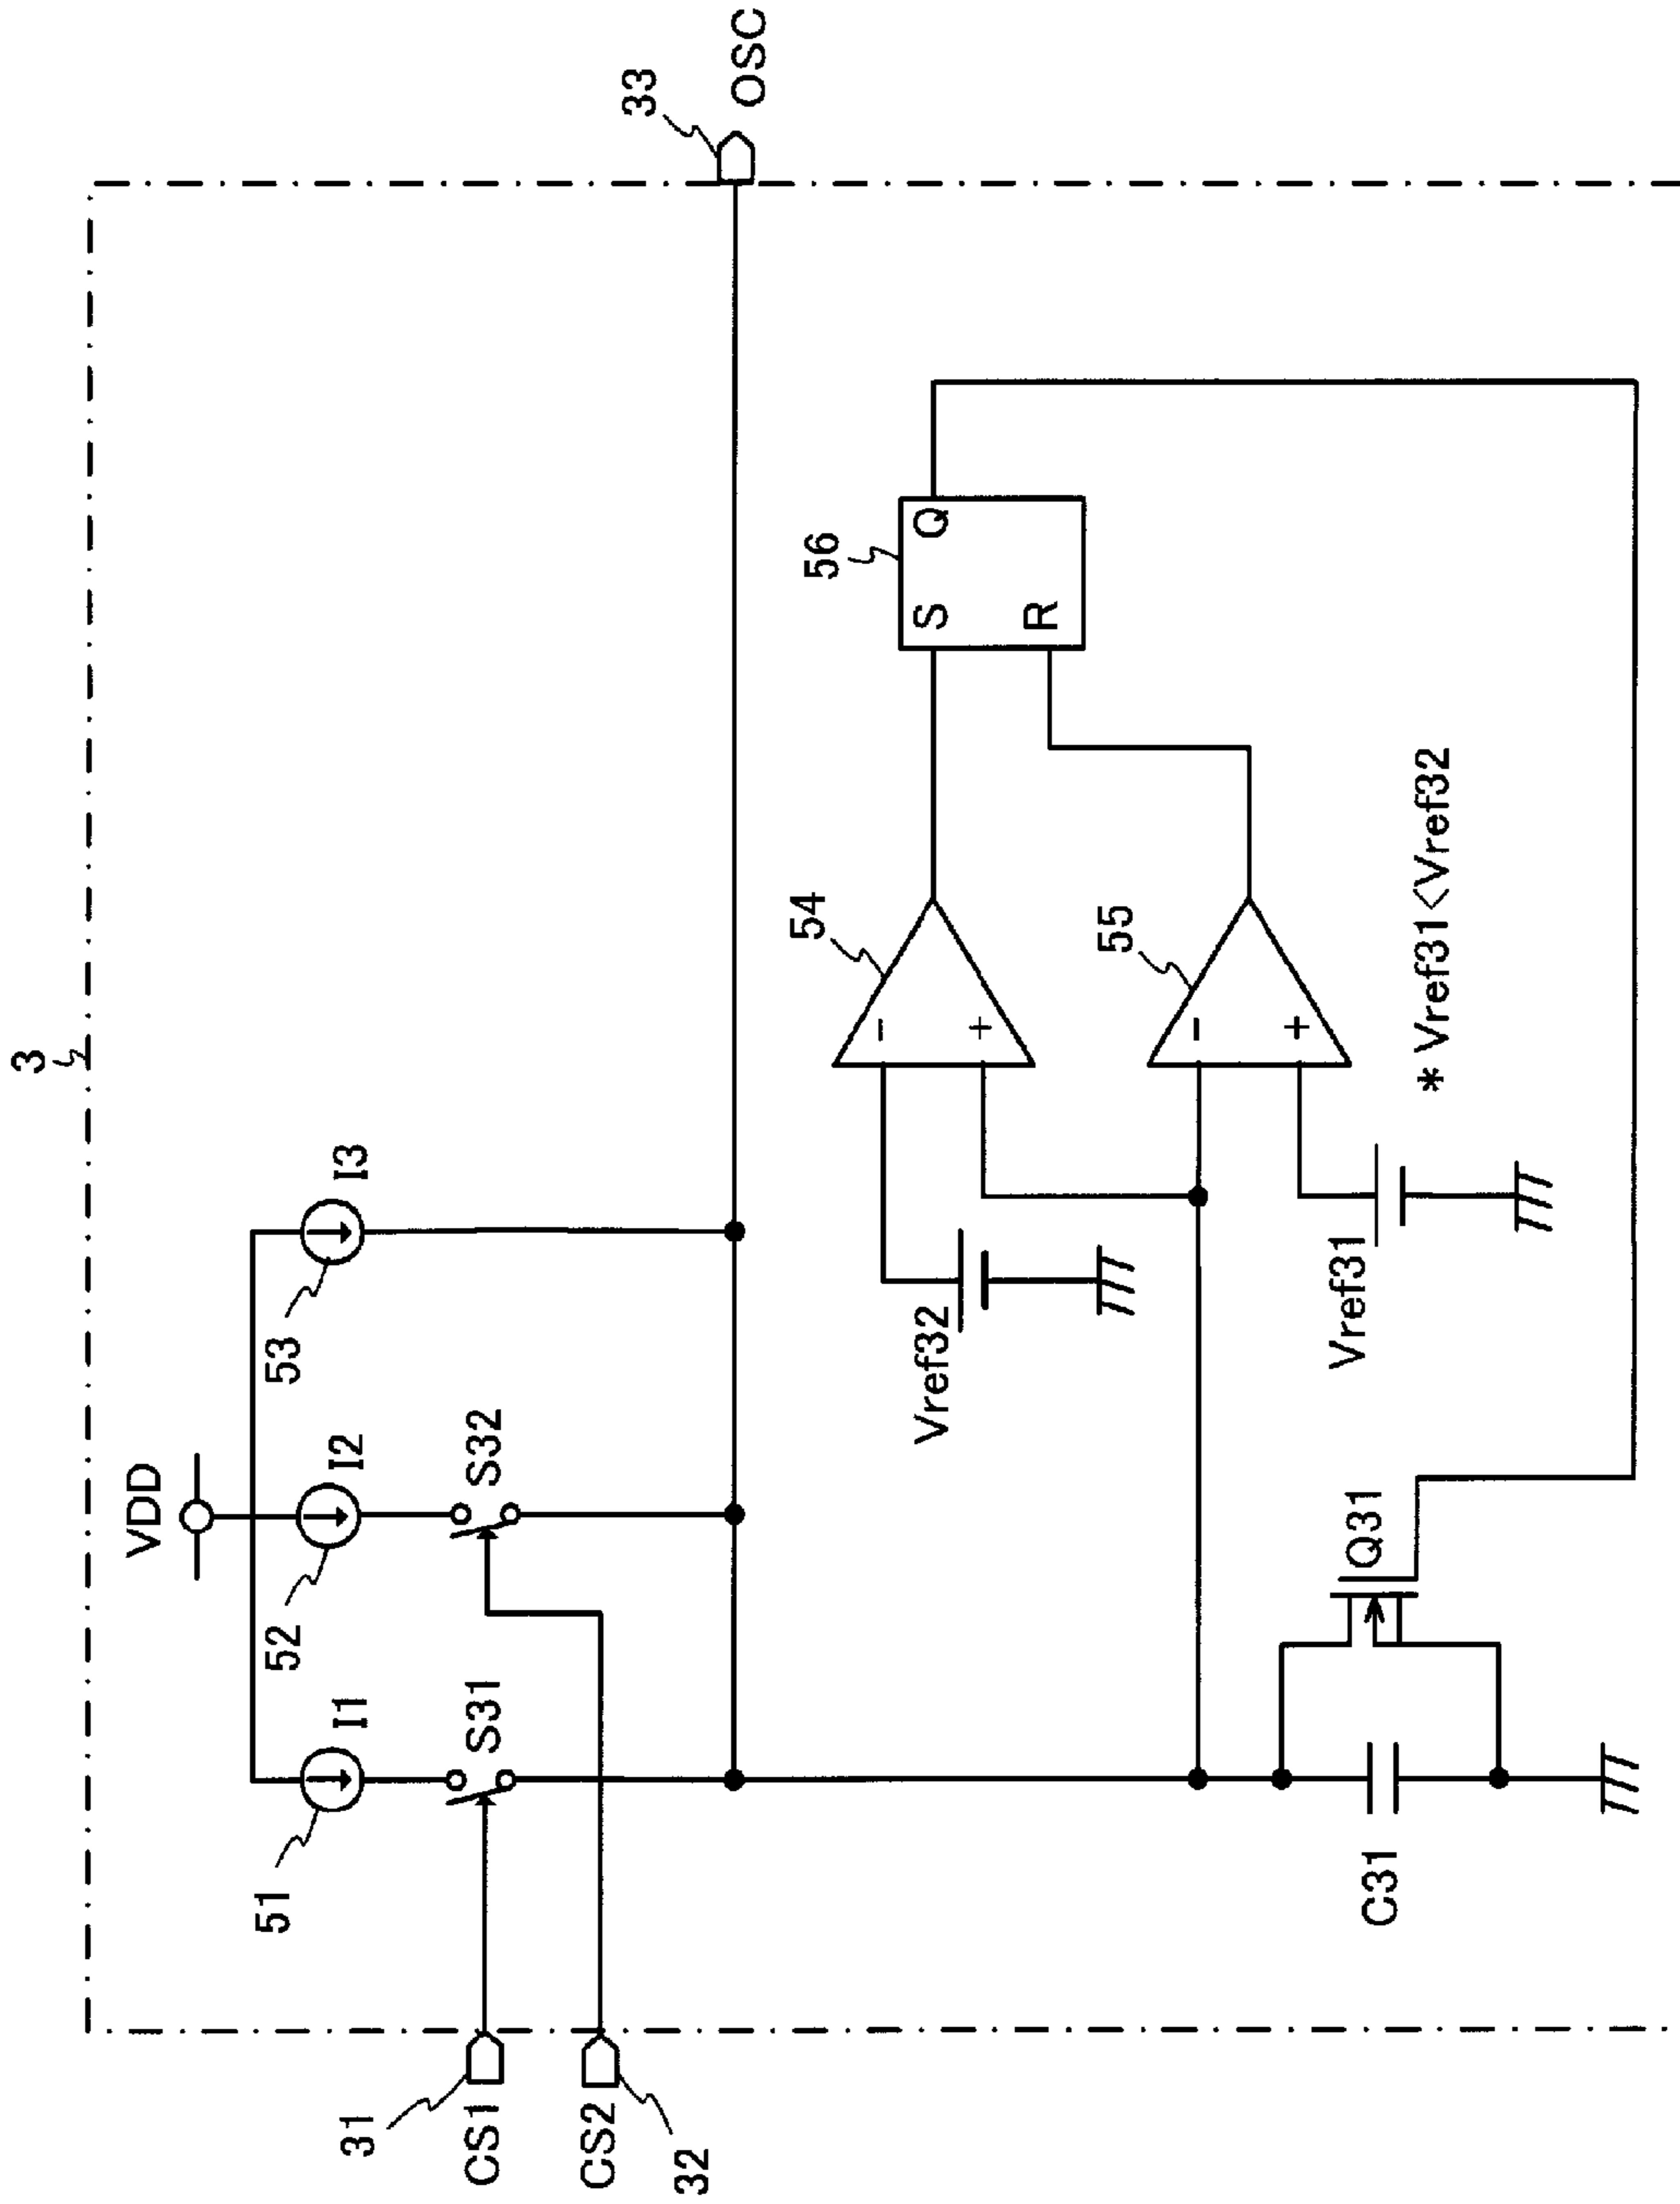 3
VDD
51
I1
52
I2
53
I3
31
CS1
S31
S32
CS2
32
33
OSC
Vref32
-
+
54
S
Q
R
56
-
+
55
Vref31
*Vref31<Vref32
C31
Q31